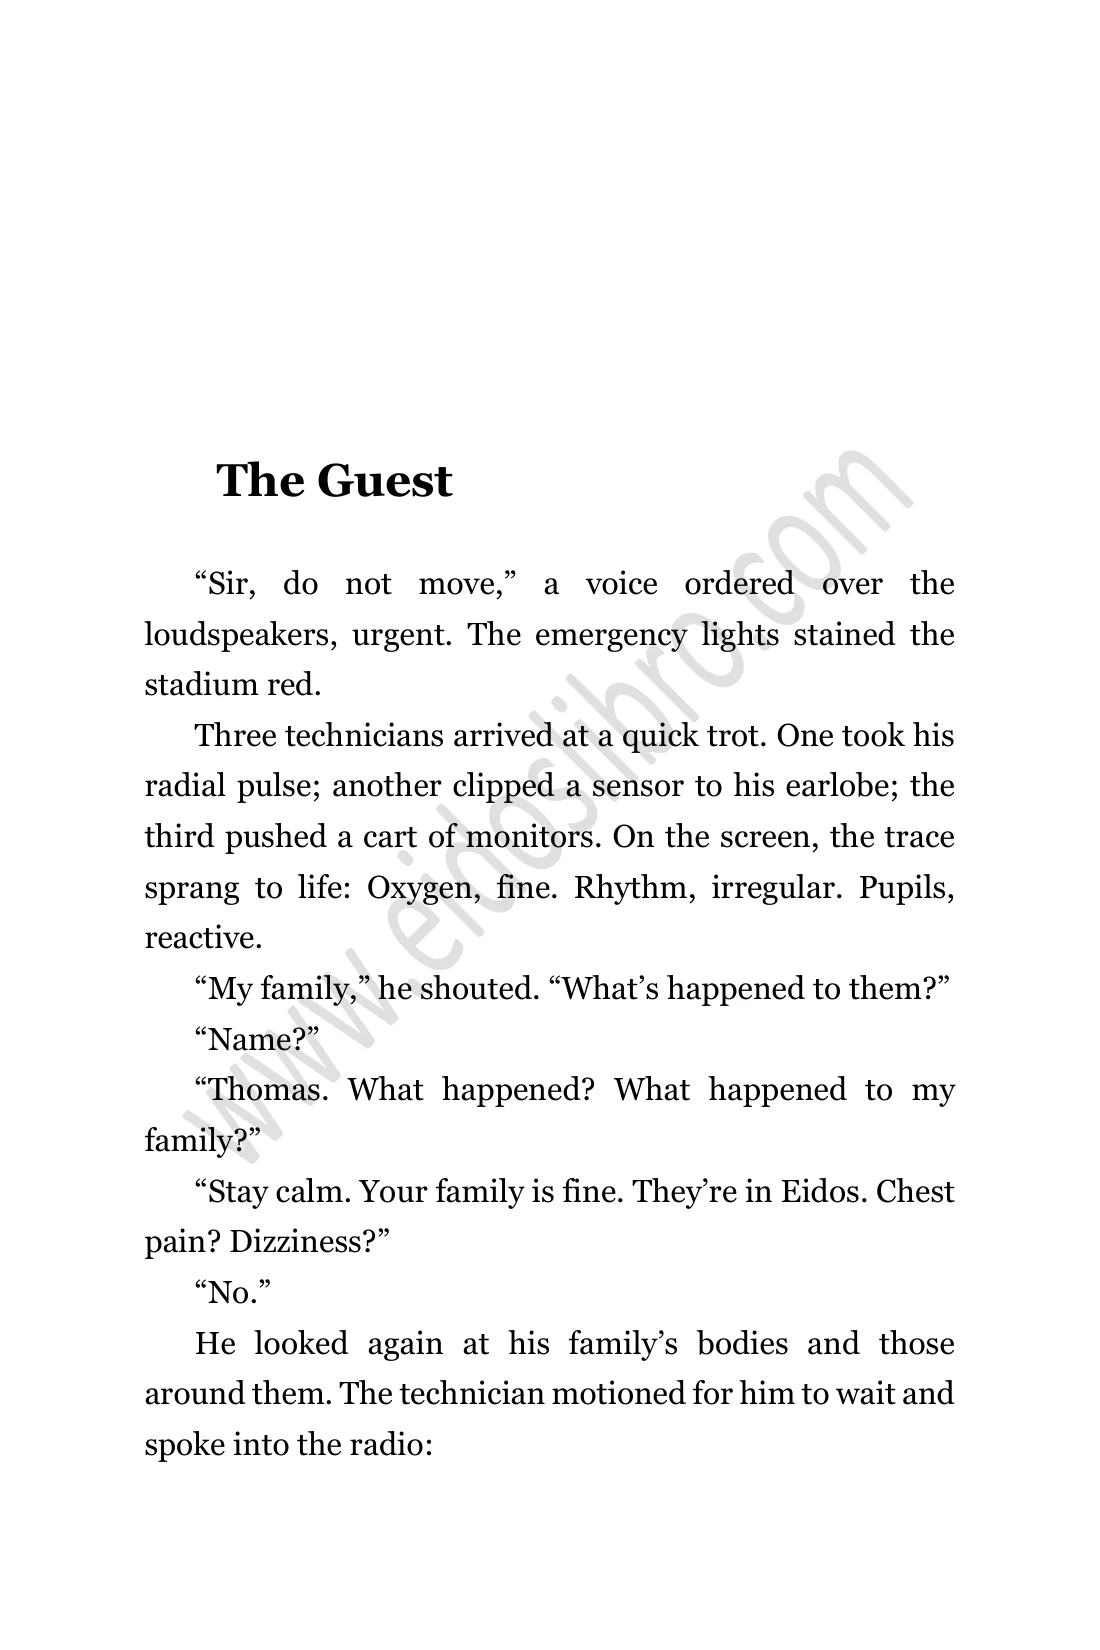 The Guest
“Sir, do not move,” a voice ordered over the
loudspeakers, urgent. The emergency lights stained the
stadium red.
Three technicians arrived at a quick trot. One took his
radial pulse; another clipped a sensor to his earlobe; the
third pushed a cart of monitors. On the screen, the trace
sprang to life: Oxygen, fine. Rhythm, irregular. Pupils,
reactive.
“My family,” he shouted. “What’s happened to them?”
“Name?”
“Thomas. What happened? What happened to my
family?”
“Stay calm. Your family is fine. They’re in Eidos. Chest
pain? Dizziness?”
“No.”
He looked again at his family’s bodies and those
around them. The technician motioned for him to wait and
spoke into the radio:
www.eidoslibro.com